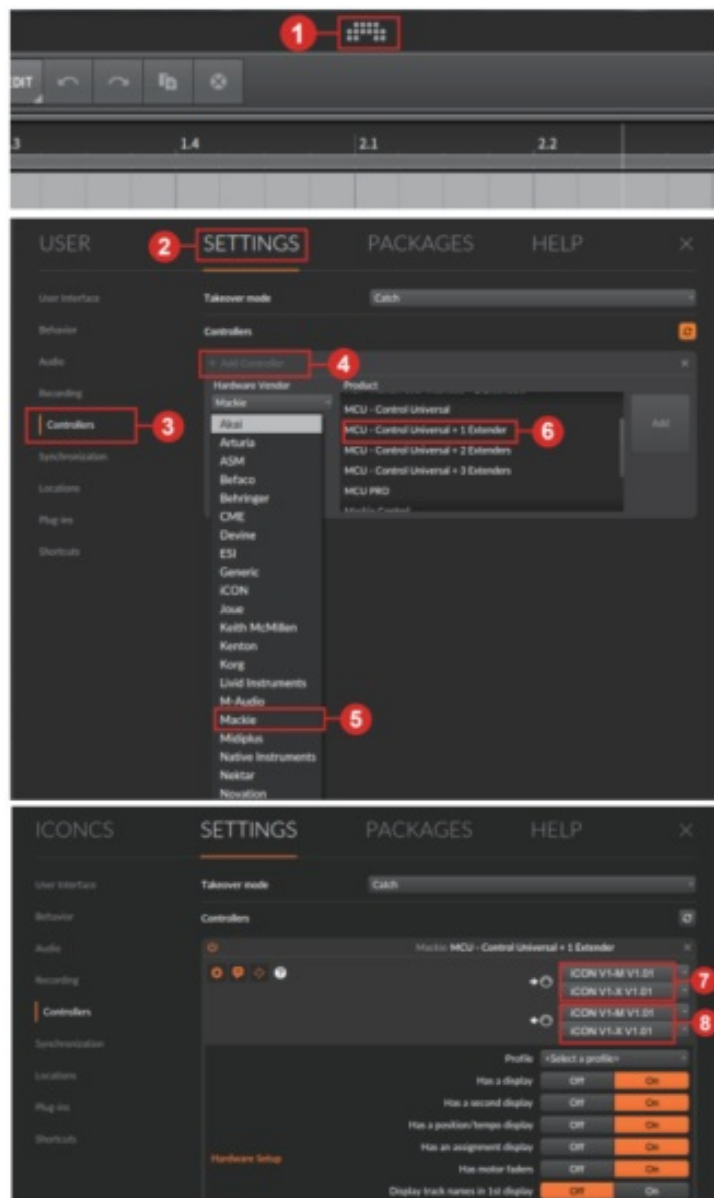 1
EDIT
.3 1.4 2.1 2.2
USER 2 SETTINGS PACKAGES HELP ×
User Interface
Takeover mode Catch
Behavior
Controllers
Audio
+ Add Controller 4 ×
Recording
Hardware Vendor Product
Mackie
MCU - Control Universal
Controllers 3
Akai
MCU - Control Universal + 1 Extender 6
Add
Arturia
MCU - Control Universal + 2 Extenders
Synchronization
ASM
MCU - Control Universal + 3 Extenders
Locations
Befaco
MCU PRO
Behringer
Mackie Control
Plug-ins
CME
Devine
Shortcuts
ESI
Generic
iCON
Joue
Keith McMillen
Kenton
Korg
Livid Instruments
M-Audio
Mackie 5
Midiplus
Native Instruments
Nektar
Novation
ICONCS SETTINGS PACKAGES HELP ×
User Interface
Takeover mode Catch
Behavior
Controllers
Audio
Mackie MCU - Control Universal + 1 Extender ×
Recording
?
iCON V1-M V1.01
7
iCON V1-X V1.01
Controllers
iCON V1-M V1.01
8
iCON V1-X V1.01
Synchronization
Profile <Select a profile>
Locations
Has a display Off On
Plug-ins
Has a second display Off On
Has a position/tempo display Off On
Shortcuts
Has an assignment display Off On
Hardware Setup
Has motor faders Off On
Display track names in 1st display Off On